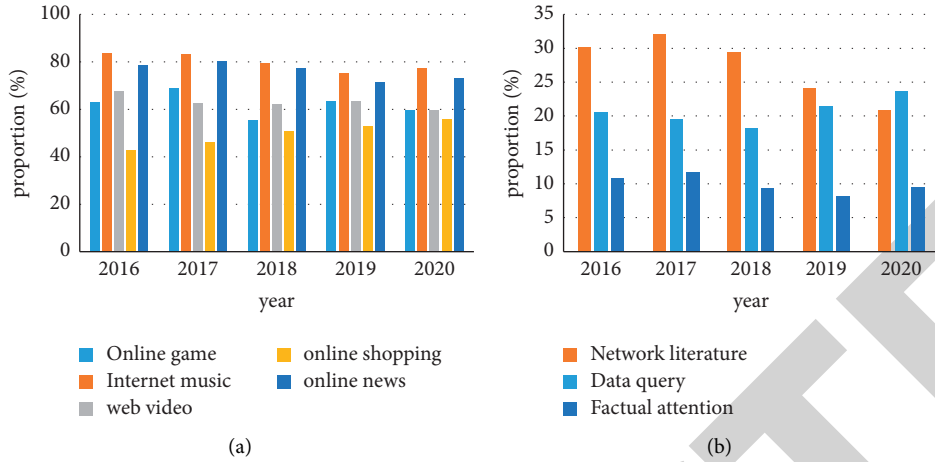 100
80
60
40
20
0
proportion (%)
2016 2017 2018 2019 2020
year
Online game
Internet music
web video
online shopping
online news
(a)
35
30
25
20
15
10
5
0
proportion (%)
2016 2017 2018 2019 2020
year
Network literature
Data query
Factual attention
(b)